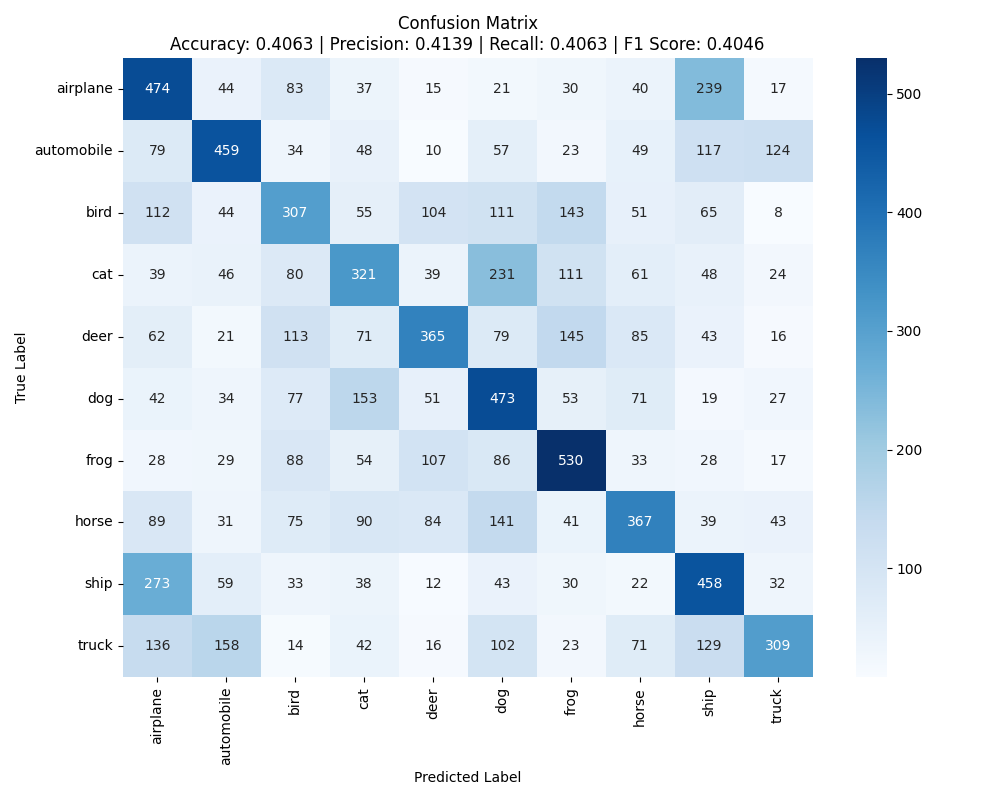 Confusion Matrix
Accuracy: 0.4063 | Precision: 0.4139 | Recall: 0.4063 | F1 Score: 0.4046
airplane 474 44 83 37 15 21 30 40 239 17
automobile 79 459 34 48 10 57 23 49 117 124
bird 112 44 307 55 104 111 143 51 65 8
cat 39 46 80 321 39 231 111 61 48 24
deer 62 21 113 71 365 79 145 85 43 16
dog 42 34 77 153 51 473 53 71 19 27
frog 28 29 88 54 107 86 530 33 28 17
horse 89 31 75 90 84 141 41 367 39 43
ship 273 59 33 38 12 43 30 22 458 32
truck 136 158 14 42 16 102 23 71 129 309
airplane automobile bird cat deer dog frog horse ship truck
Predicted Label
True Label
500
400
300
200
100